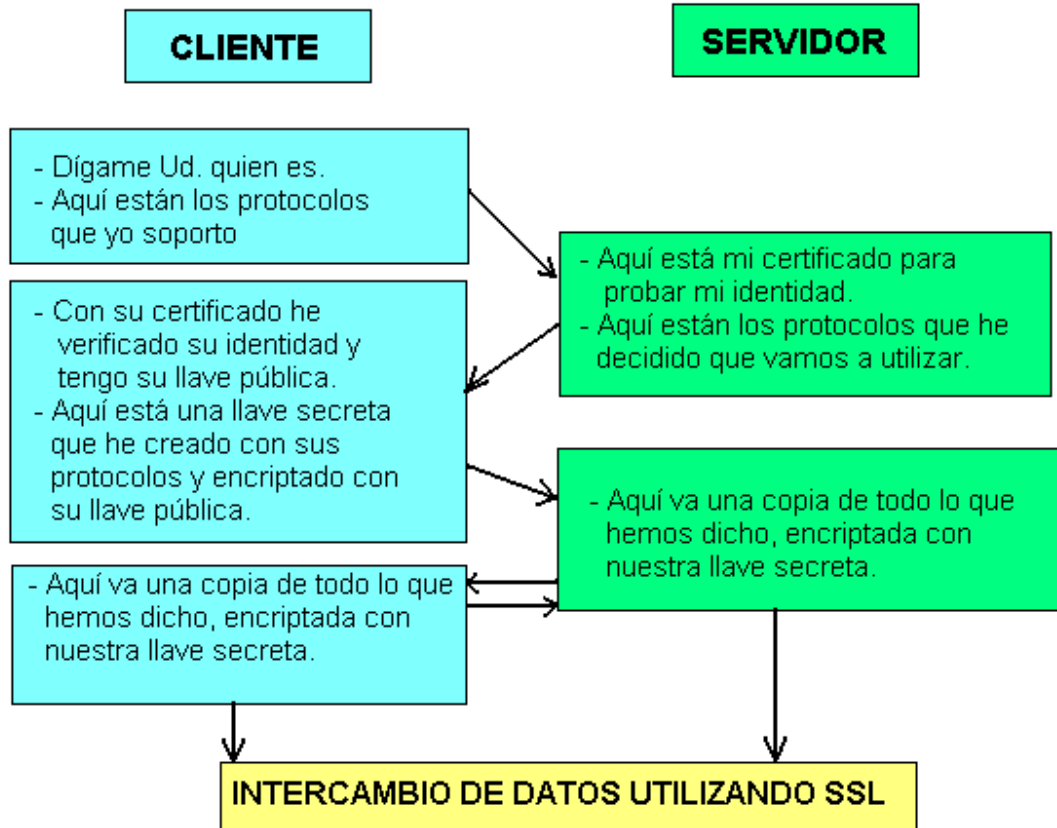 CLIENTE
SERVIDOR
- Dígame Ud. quien es.
- Aquí están los protocolos
que yo soporto
- Aquí está mi certificado para
probar mi identidad.
- Aquí están los protocolos que he
decidido que vamos a utilizar.
- Con su certificado he
verificado su identidad y
tengo su llave pública.
- Aquí está una llave secreta
que he creado con sus
protocolos y encriptado con
su llave pública.
- Aquí va una copia de todo lo que
hemos dicho, encriptada con
nuestra llave secreta.
- Aquí va una copia de todo lo que
hemos dicho, encriptada con
nuestra llave secreta.
INTERCAMBIO DE DATOS UTILIZANDO SSL